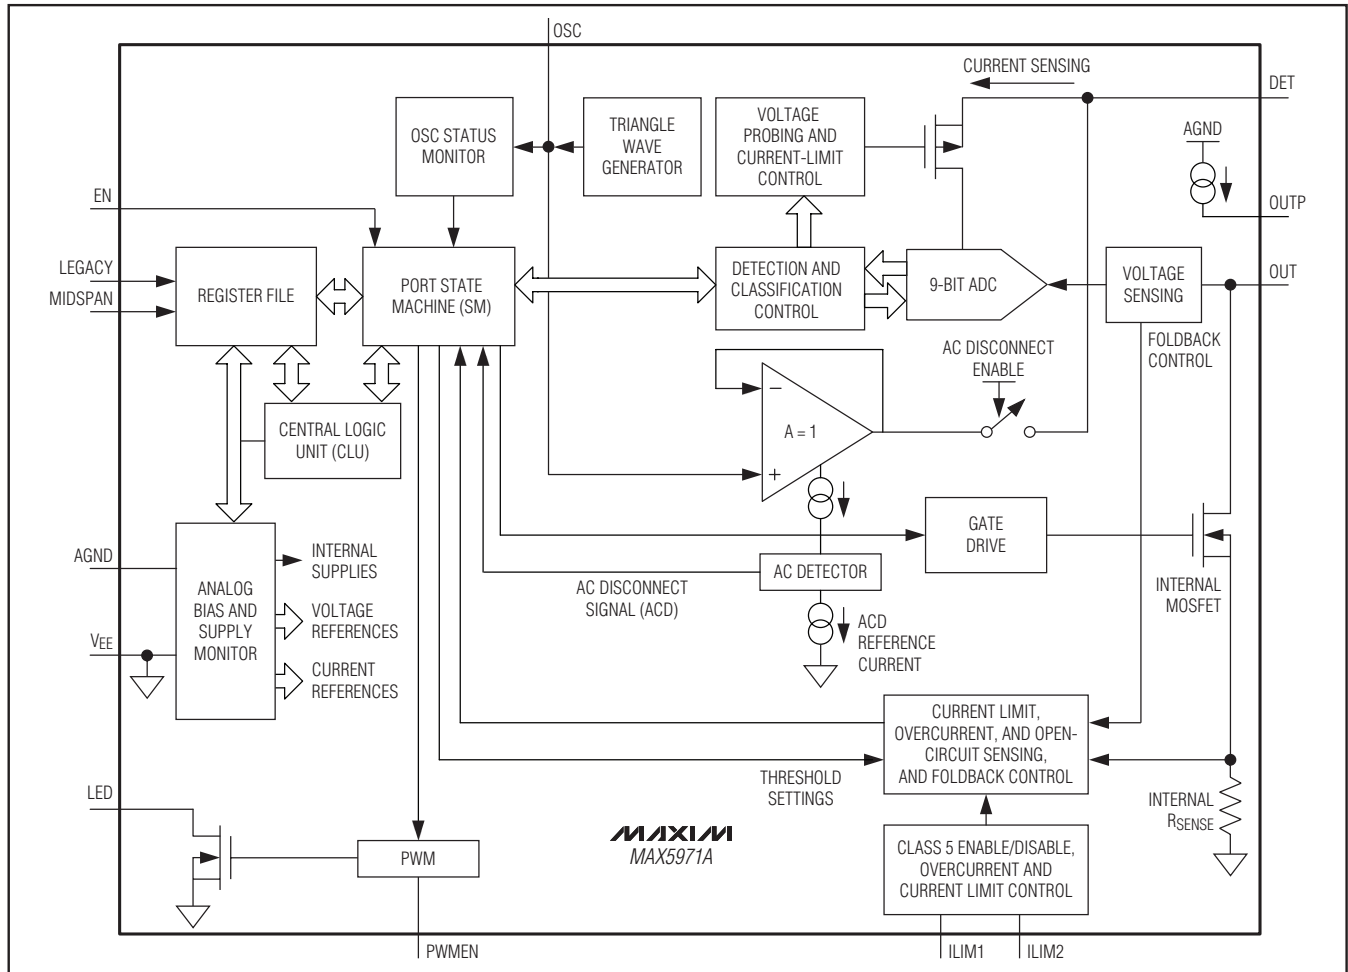 OSC
CURRENT SENSING
DET
OSC STATUS
MONITOR
TRIANGLE
WAVE
GENERATOR
VOLTAGE
PROBING AND
CURRENT-LIMIT
CONTROL
AGND
OUTP
EN
LEGACY
MIDSPAN
REGISTER FILE
PORT STATE
MACHINE (SM)
DETECTION AND
CLASSIFICATION
CONTROL
9-BIT ADC
VOLTAGE
SENSING
OUT
FOLDBACK
CONTROL
AC DISCONNECT
ENABLE
CENTRAL LOGIC
UNIT (CLU)
−
A = 1
+
AGND
VEE
ANALOG
BIAS AND
SUPPLY
MONITOR
INTERNAL
SUPPLIES
VOLTAGE
REFERENCES
CURRENT
REFERENCES
AC DISCONNECT
SIGNAL (ACD)
AC DETECTOR
ACD
REFERENCE
CURRENT
GATE
DRIVE
INTERNAL
MOSFET
CURRENT LIMIT,
OVERCURRENT, AND OPEN-
CIRCUIT SENSING,
AND FOLDBACK CONTROL
THRESHOLD
SETTINGS
INTERNAL
RSENSE
LED
PWM
MAXIM
MAX5971A
CLASS 5 ENABLE/DISABLE,
OVERCURRENT AND
CURRENT LIMIT CONTROL
PWMEN
ILIM1
ILIM2